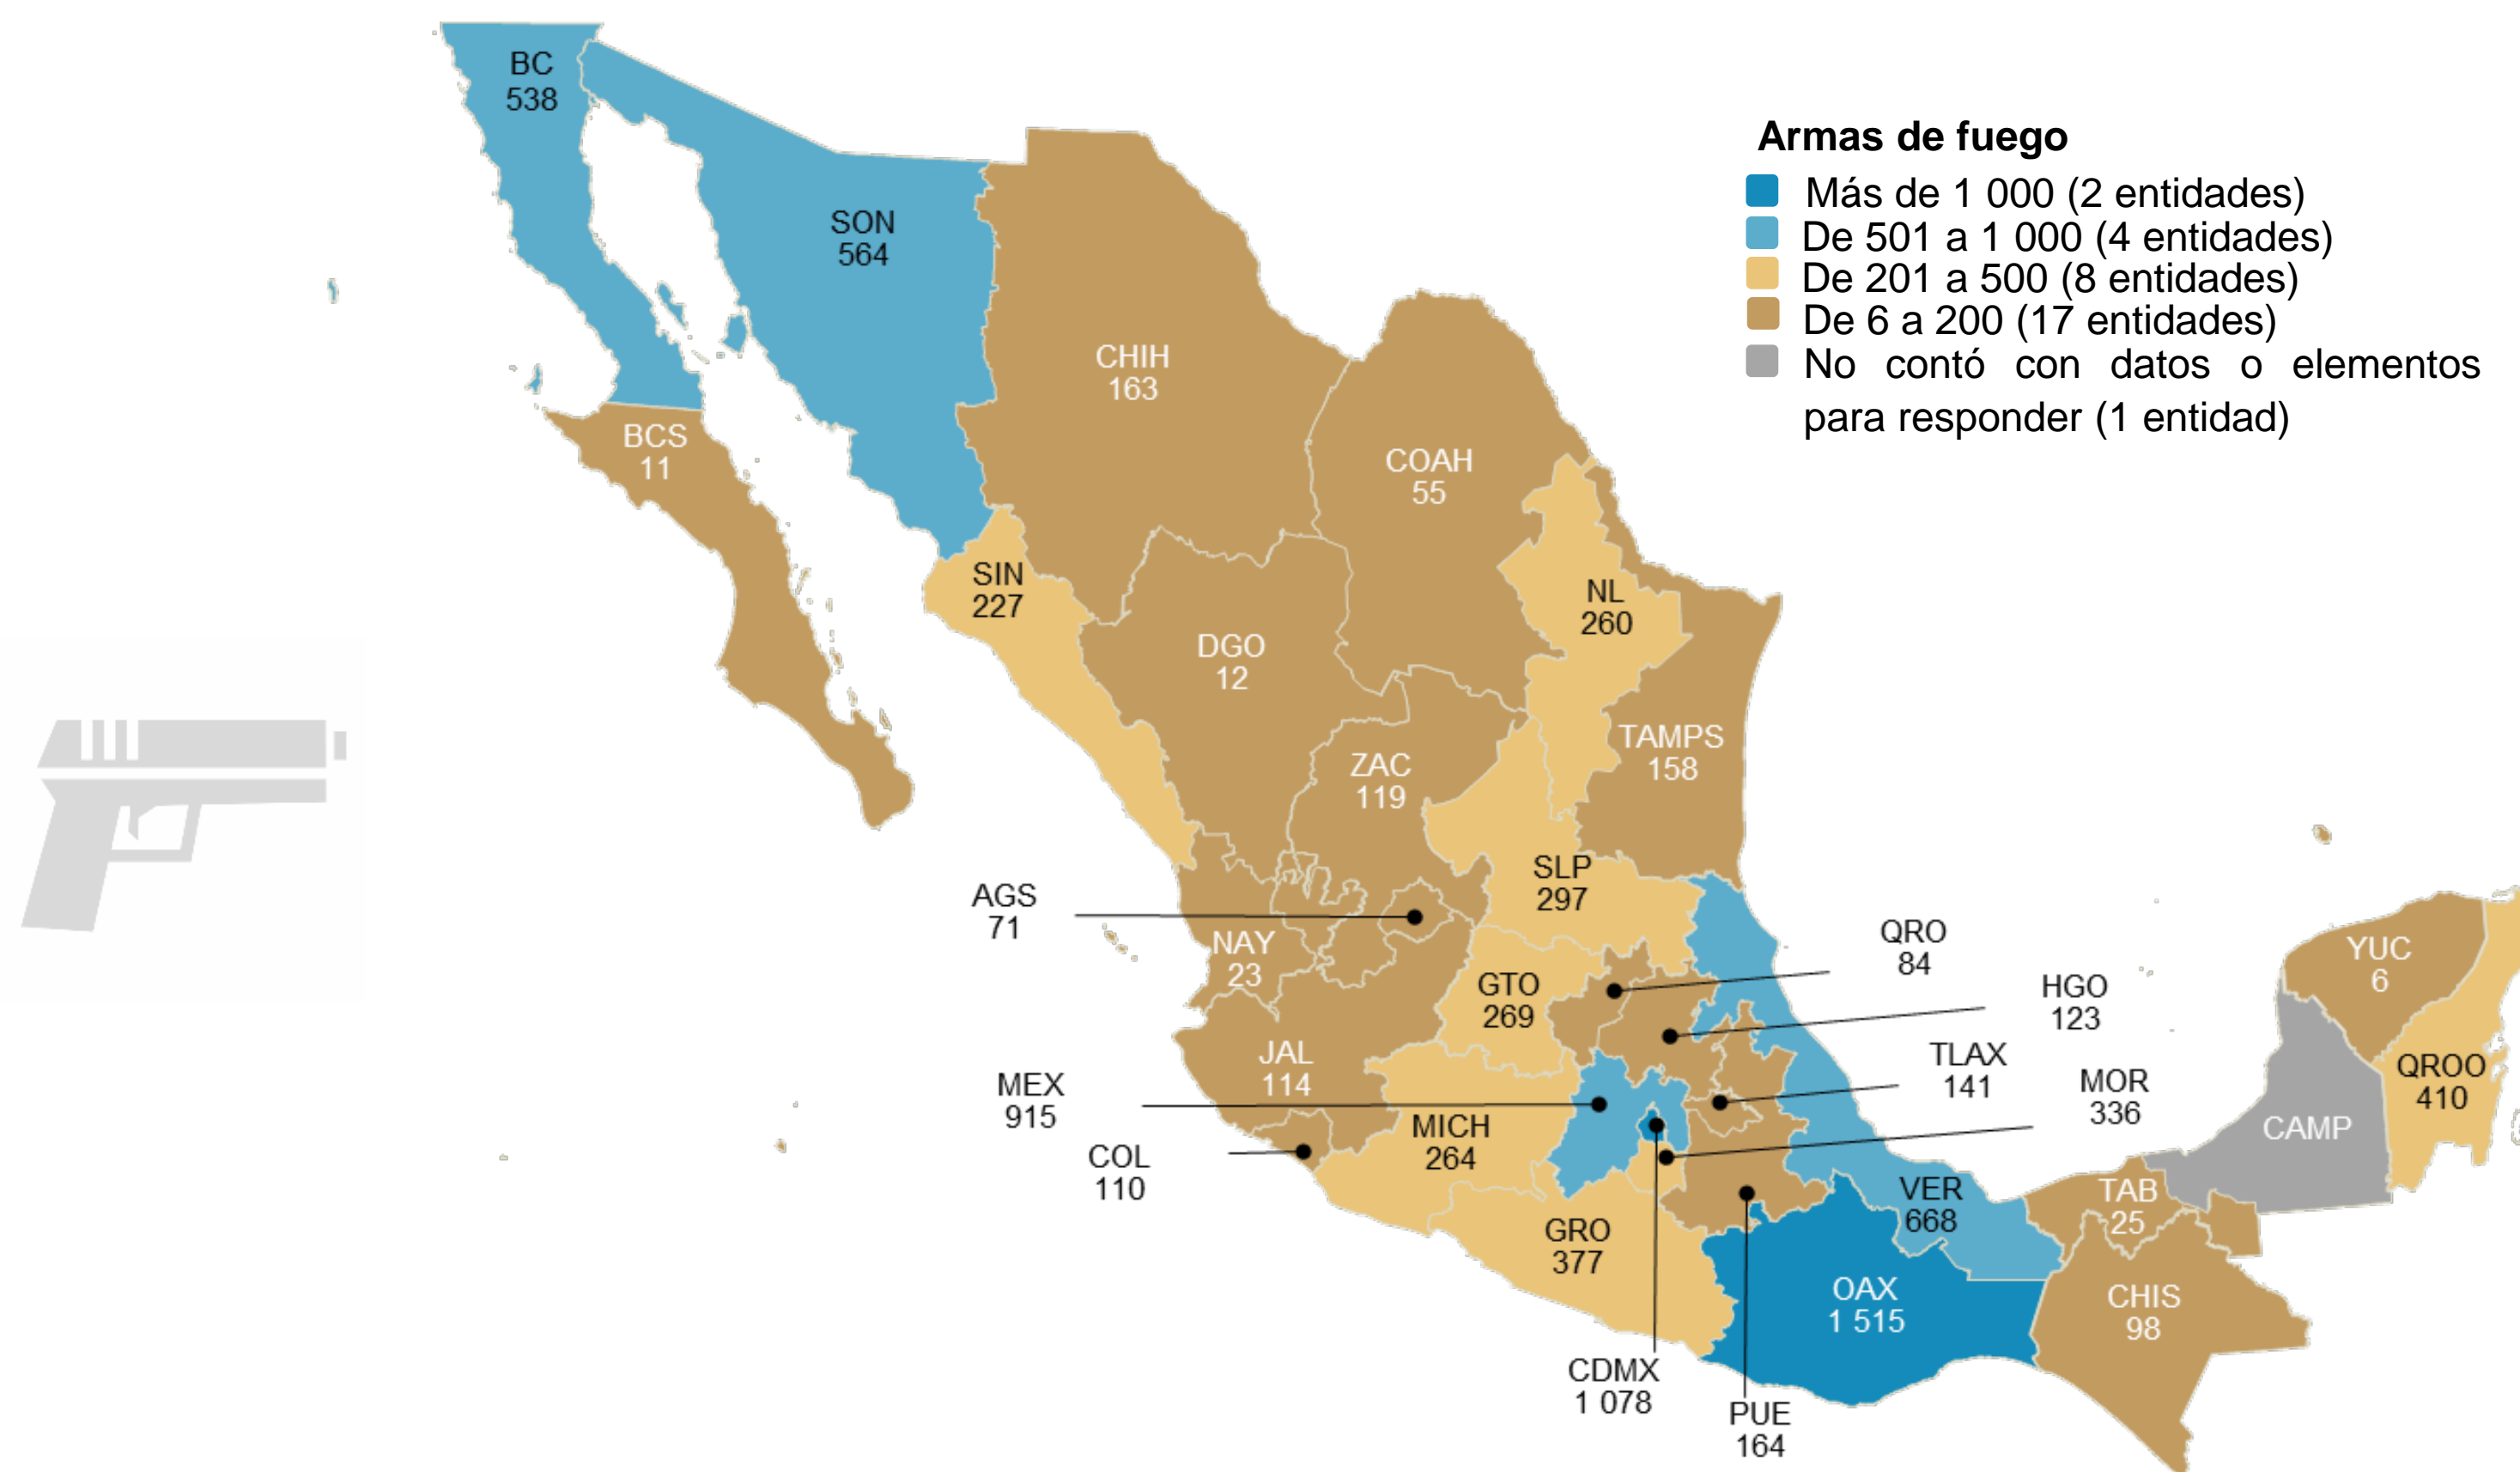 BC
538
Armas de fuego
Más de 1 000 (2 entidades)
De 501 a 1 000 (4 entidades)
De 201 a 500 (8 entidades)
De 6 a 200 (17 entidades)
No contó con datos o elementos
para responder (1 entidad)
SON
564
CHIH
163
BCS
11
COAH
55
SIN
227
NL
260
DGO
12
TAMPS
158
ZAC
119
SLP
297
AGS
71
NAY
23
QRO
84
YUC
6
GTO
269
HGO
123
JAL
114
TLAX
141
QROO
410
MEX
915
MOR
336
MICH
264
CAMP
COL
110
VER
668
TAB
25
GRO
377
OAX
1 515
CHIS
98
CDMX
1 078
PUE
164